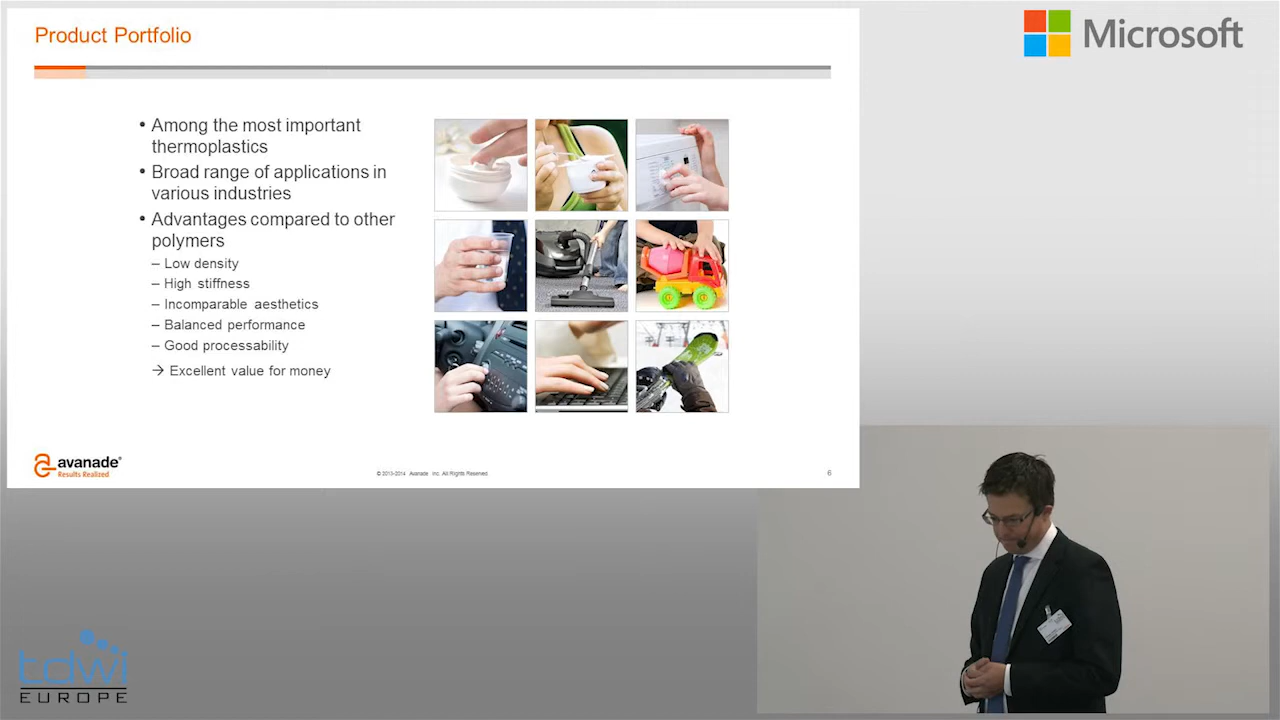 Product Portfolio
Microsoft
• Among the most important
thermoplastics
• Broad range of applications in
various industries
• Advantages compared to other
polymers
– Low density
– High stiffness
– Incomparable aesthetics
– Balanced performance
– Good processability
→ Excellent value for money
avanade®
Results Realized
© 2013-2014 Avanade Inc. All Rights Reserved.
6
tdwi
EUROPE